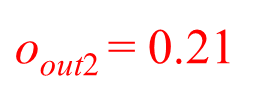 o_out2 = 0.21